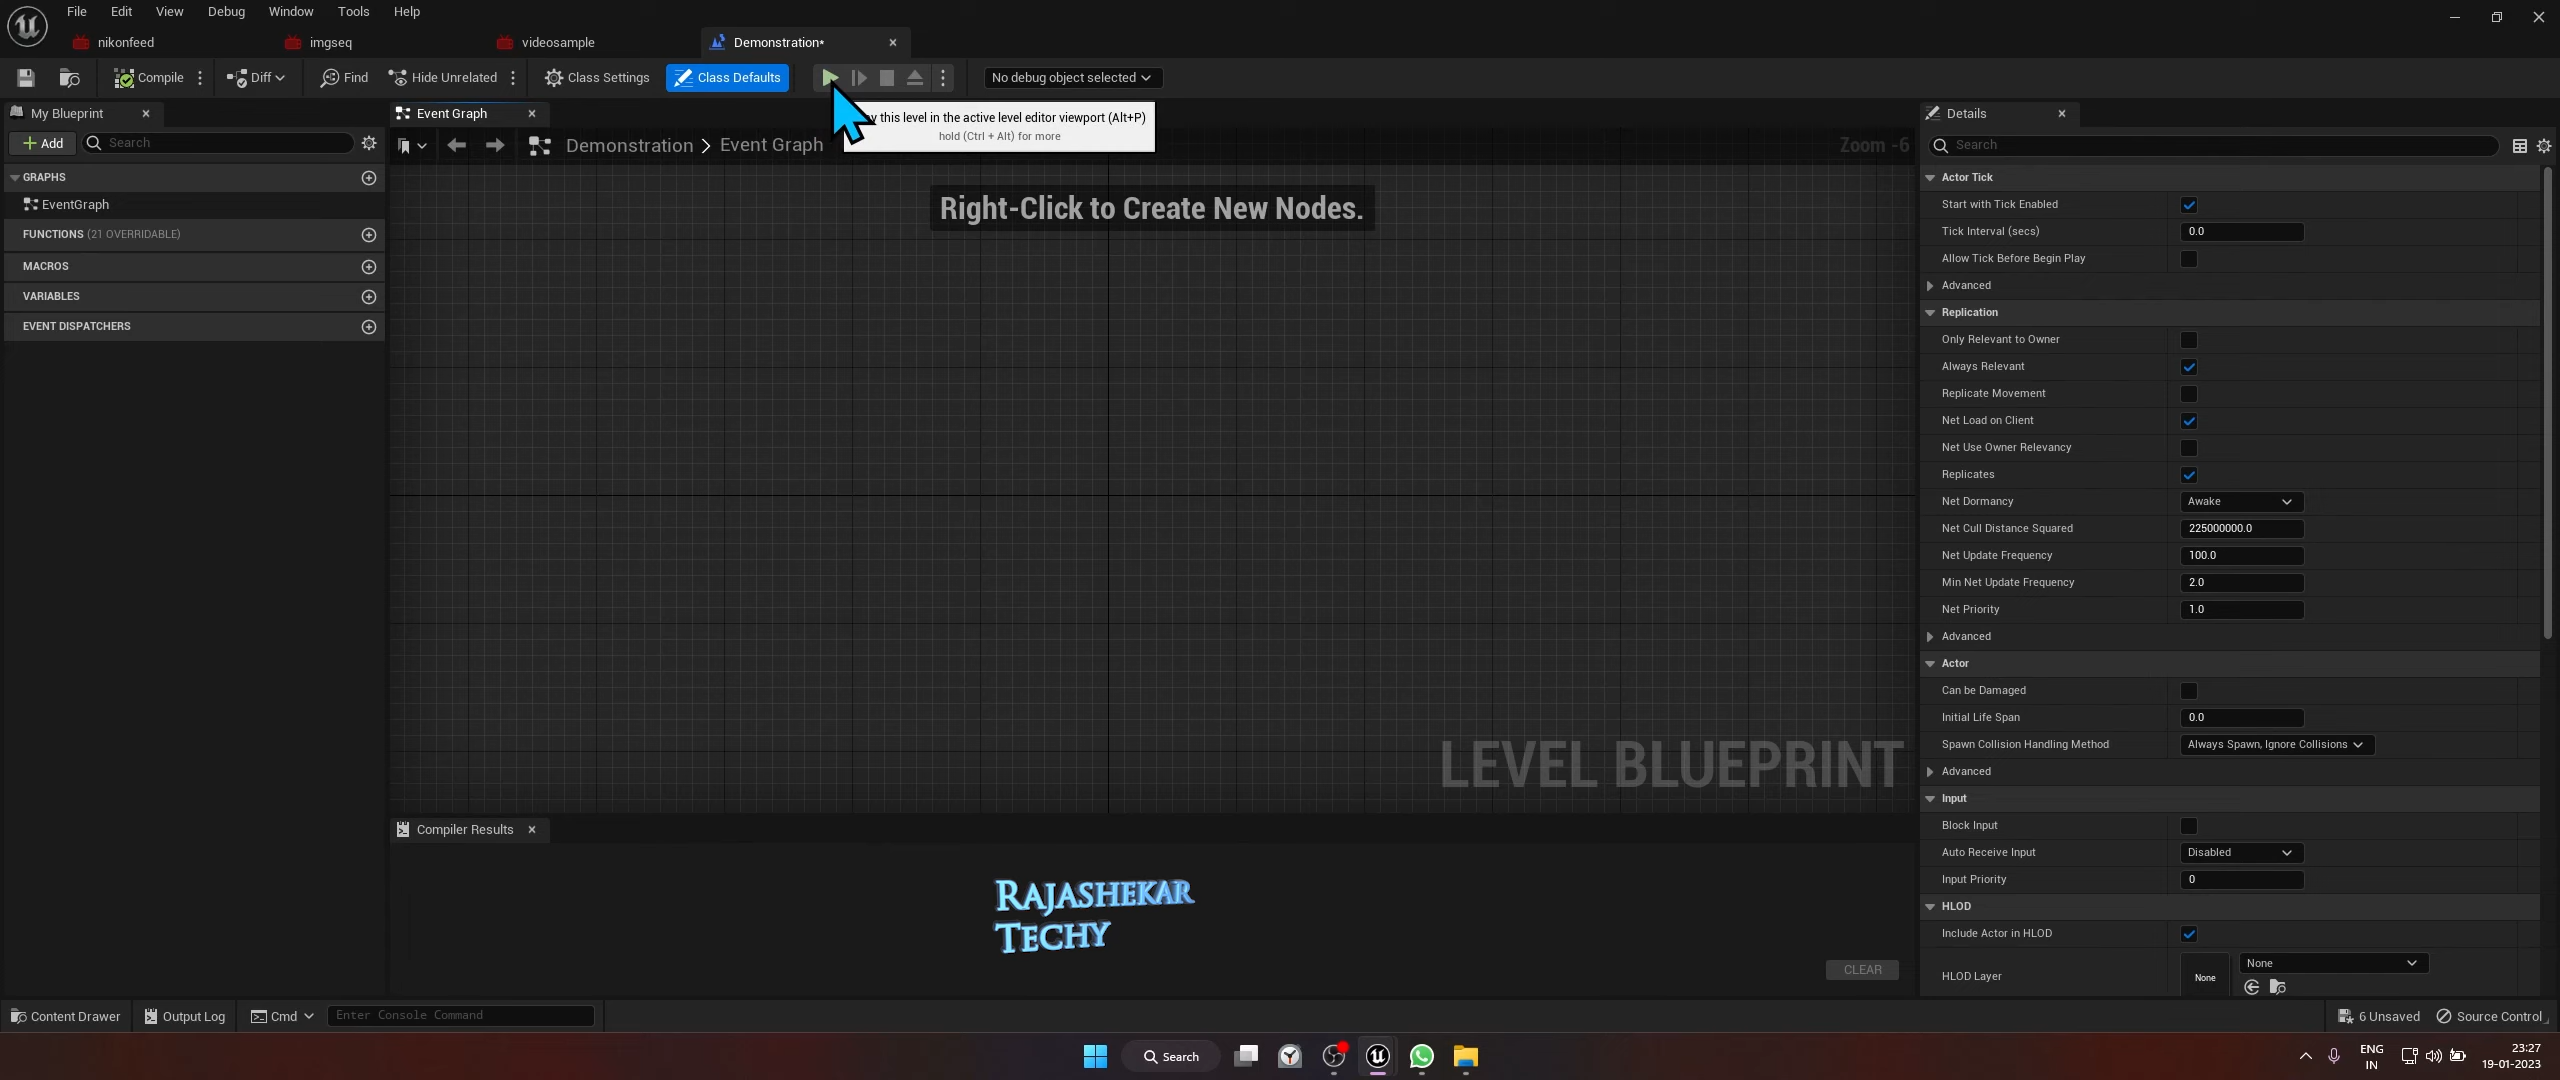 File Edit View Debug Window Tools Help
nikonfeed imgseq videosample Demonstration*
Compile Diff Find Hide Unrelated Class Settings Class Defaults No debug object selected
My Blueprint
Event Graph
Details
this level in the active level editor viewport (Alt+P)
hold (Ctrl + Alt) for more
Add Search
Demonstration > Event Graph
Zoom -6
Search
GRAPHS
EventGraph
FUNCTIONS (21 OVERRIDABLE)
MACROS
VARIABLES
EVENT DISPATCHERS
Right-Click to Create New Nodes.
LEVEL BLUEPRINT
Compiler Results
RAJASHEKAR
TECHY
CLEAR
Actor Tick
Start with Tick Enabled
Tick Interval (secs) 0.0
Allow Tick Before Begin Play
Advanced
Replication
Only Relevant to Owner
Always Relevant
Replicate Movement
Net Load on Client
Net Use Owner Relevancy
Replicates
Net Dormancy Awake
Net Cull Distance Squared 225000000.0
Net Update Frequency 100.0
Min Net Update Frequency 2.0
Net Priority 1.0
Advanced
Actor
Can be Damaged
Initial Life Span 0.0
Spawn Collision Handling Method Always Spawn, Ignore Collisions
Advanced
Input
Block Input
Auto Receive Input Disabled
Input Priority 0
HLOD
Include Actor in HLOD
HLOD Layer None None
Content Drawer Output Log Cmd Enter Console Command 6 Unsaved Source Control
Search
ENG
IN
23:27
19-01-2023